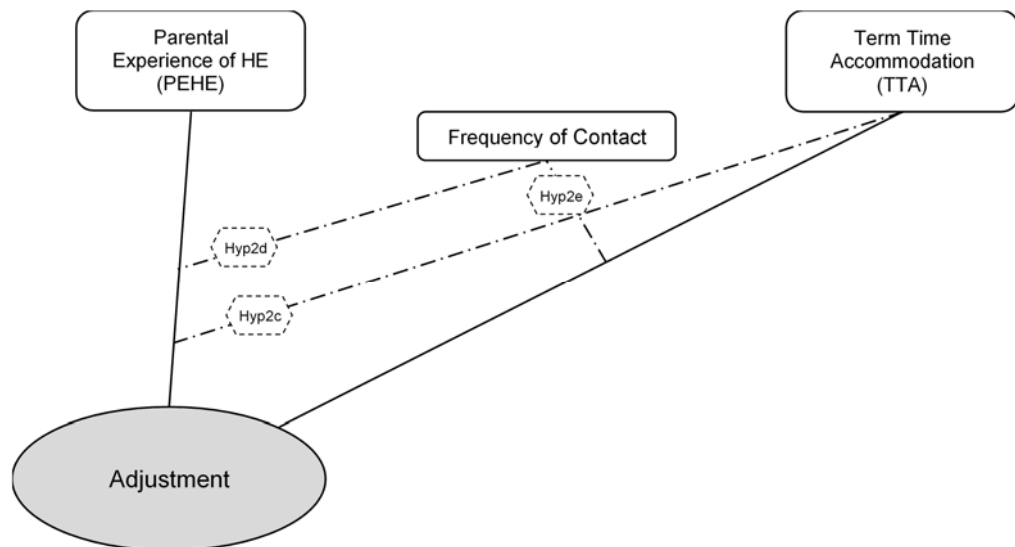 Parental
Experience of HE
(PEHE)
Term Time
Accommodation
(TTA)
Frequency of Contact
Hyp2e
Hyp2d
Hyp2c
Adjustment